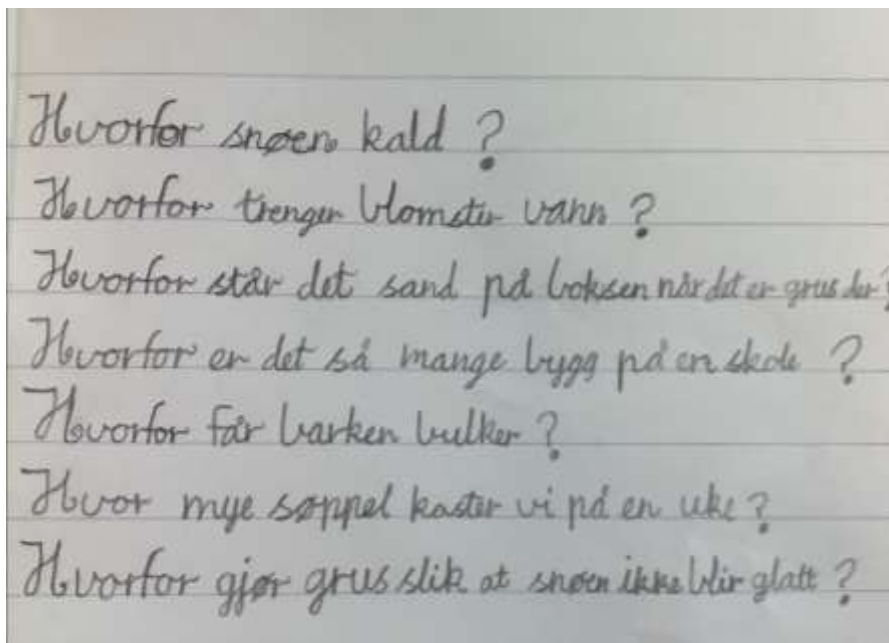 Hvorfor snøen kald ?
Hvorfor trenger blomster vann ?
Hvorfor står det sand på boksen når det er grus der?
Hvorfor er det så mange bygg på en skole ?
Hvorfor får barken bulker ?
Hvor mye søppel kaster vi på en uke ?
Hvorfor gjør grus slik at snøen ikke blir glatt ?